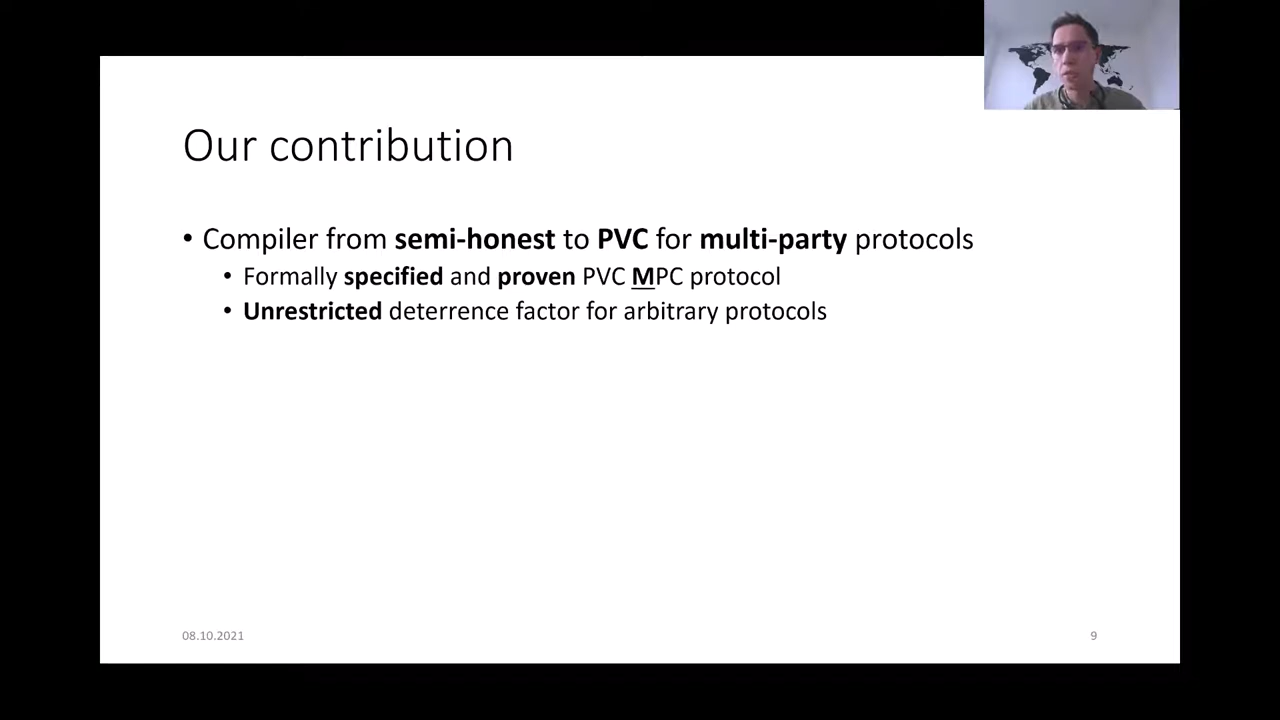 Our contribution
• Compiler from semi-honest to PVC for multi-party protocols
• Formally specified and proven PVC MPC protocol
• Unrestricted deterrence factor for arbitrary protocols
08.10.2021
9